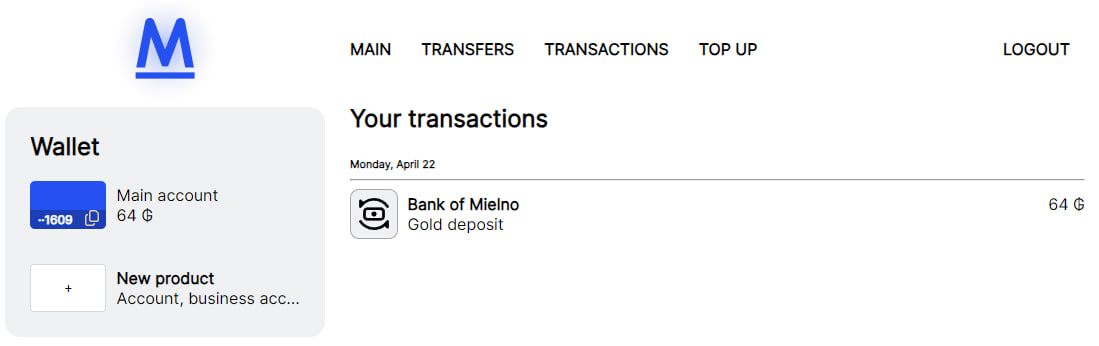 M
MAIN TRANSFERS TRANSACTIONS TOP UP LOGOUT
Wallet
Main account
64 ₲
··1609
+
New product
Account, business acc...
Your transactions
Monday, April 22
Bank of Mielno
64 ₲
Gold deposit